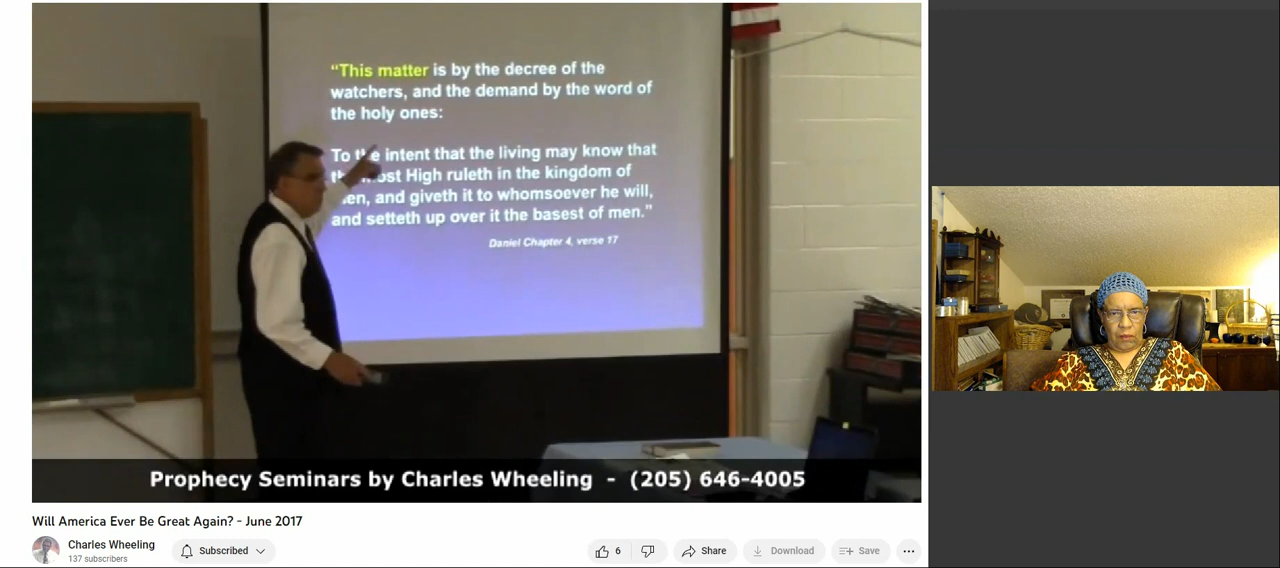 “This matter is by the decree of the
watchers, and the demand by the word of
the holy ones:
To the intent that the living may know that
the most High ruleth in the kingdom of
men, and giveth it to whomsoever he will,
and setteth up over it the basest of men.”
Daniel Chapter 4, verse 17
Prophecy Seminars by Charles Wheeling - (205) 646-4005
Will America Ever Be Great Again? - June 2017
Charles Wheeling
137 subscribers
Subscribed
6
Share
Download
Save